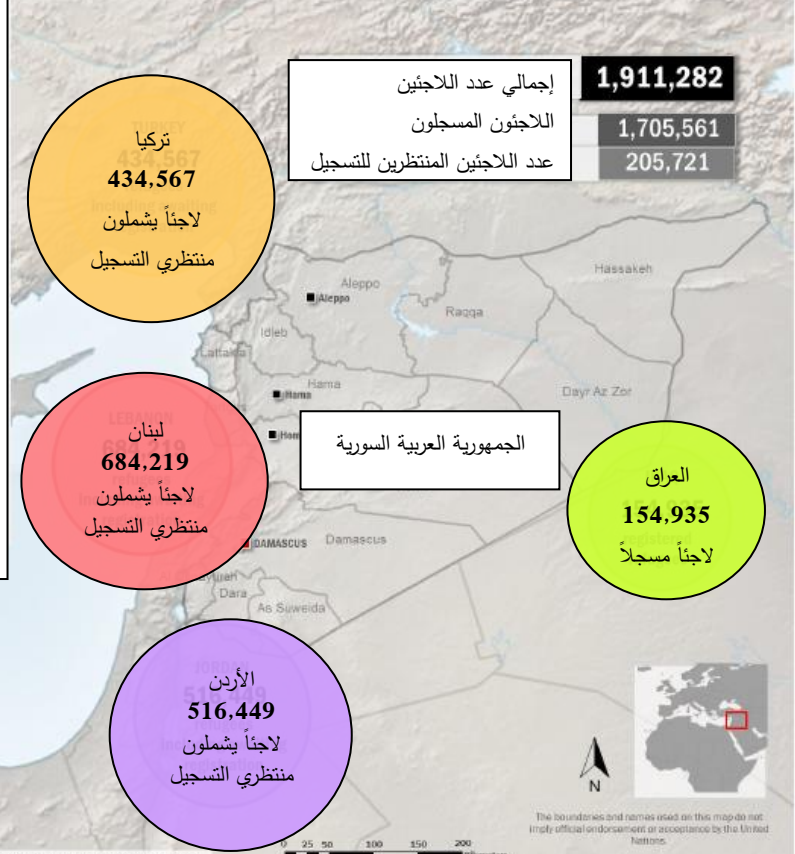 إجمالي عدد اللاجئين
1,911,282
اللاجئون المسجلون
1,705,561
عدد اللاجئين المنتظرين للتسجيل
205,721
تركيا
434,567
لاجئاً يشملون
منتظري التسجيل
Hassakeh
Aleppo
Aleppo
Raqqa
Idleb
Lattakia
Hama
Hama
Dayr Az Zor
لبنان
684,219
لاجئاً يشملون
منتظري التسجيل
الجمهورية العربية السورية
العراق
154,935
لاجئاً مسجلاً
DAMASCUS
Damascus
Dara
As Suweida
الأردن
516,449
لاجئاً يشملون
منتظري التسجيل
N
The boundaries and names used on this map do not
imply official endorsement or acceptance by the United
Nations.
0 25 50 100 150 200